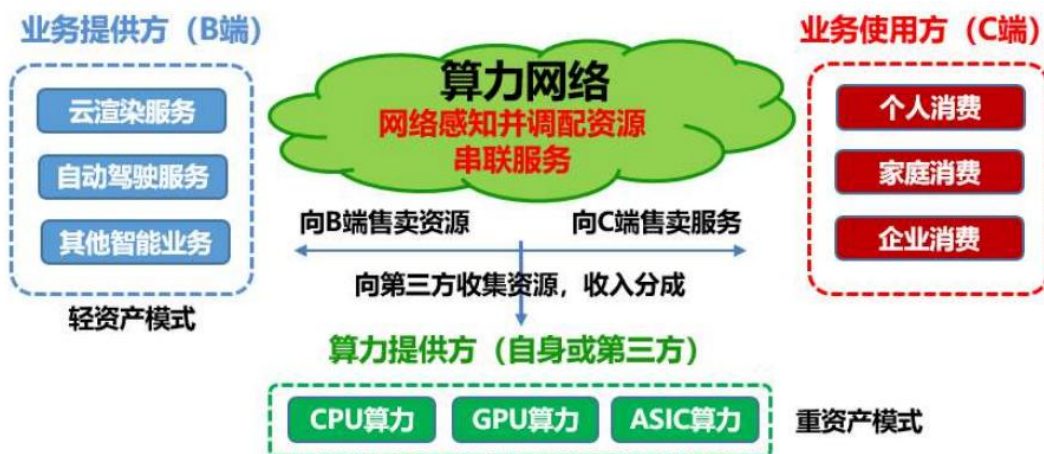 业务提供方（B端）
云渲染服务
自动驾驶服务
其他智能业务
轻资产模式
算力网络
网络感知并调配资源
串联服务
向B端售卖资源
向C端售卖服务
向第三方收集资源，收入分成
业务使用方（C端）
个人消费
家庭消费
企业消费
算力提供方（自身或第三方）
CPU算力
GPU算力
ASIC算力
重资产模式